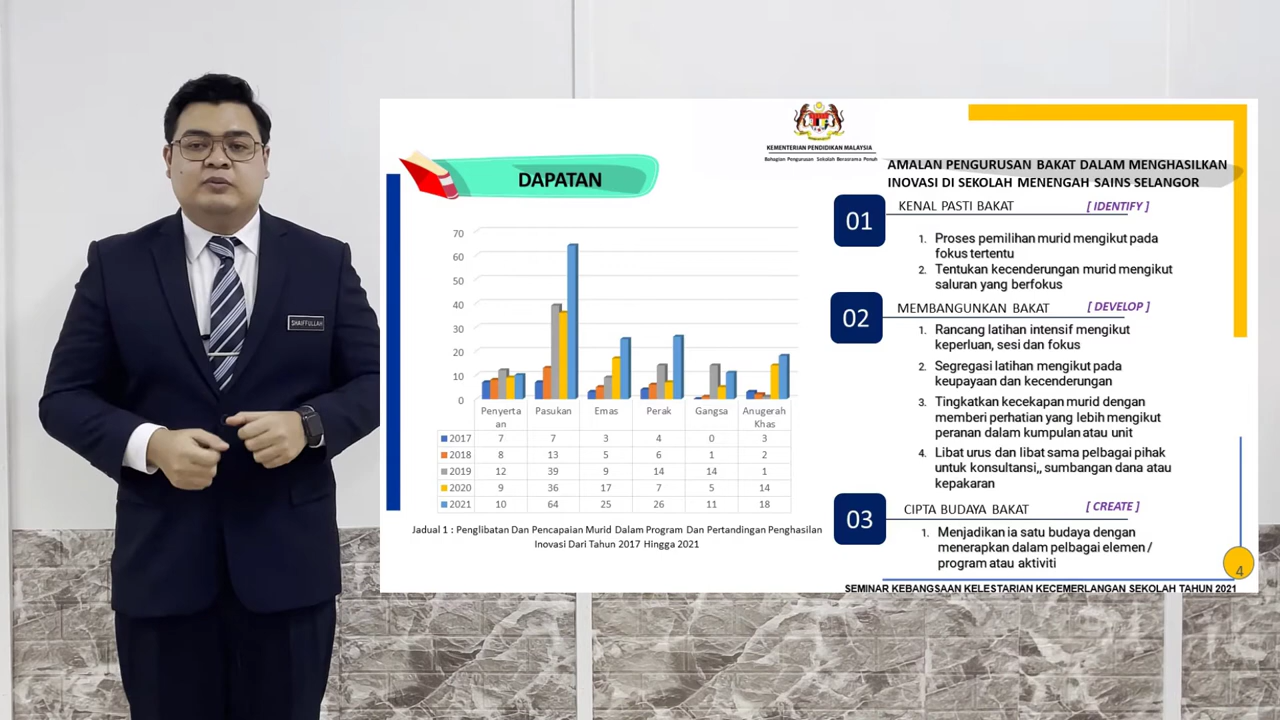 SHAIFFULLAH
KEMENTERIAN PENDIDIKAN MALAYSIA
Bahagian Pengurusan Sekolah Berasrama Penuh
DAPATAN
70
60
50
40
30
20
10
0
Penyerta
an
Pasukan
Emas
Perak
Gangsa
Anugerah
Khas
2017 7 7 3 4 0 3
2018 8 13 5 6 1 2
2019 12 39 9 14 14 1
2020 9 36 17 7 5 14
2021 10 64 25 26 11 18
Jadual 1 : Penglibatan Dan Pencapaian Murid Dalam Program Dan Pertandingan Penghasilan
Inovasi Dari Tahun 2017 Hingga 2021
AMALAN PENGURUSAN BAKAT DALAM MENGHASILKAN
INOVASI DI SEKOLAH MENENGAH SAINS SELANGOR
01 KENAL PASTI BAKAT [ IDENTIFY ]
1. Proses pemilihan murid mengikut pada
fokus tertentu
2. Tentukan kecenderungan murid mengikut
saluran yang berfokus
02 MEMBANGUNKAN BAKAT [ DEVELOP ]
1. Rancang latihan intensif mengikut
keperluan, sesi dan fokus
2. Segregasi latihan mengikut pada
keupayaan dan kecenderungan
3. Tingkatkan kecekapan murid dengan
memberi perhatian yang lebih mengikut
peranan dalam kumpulan atau unit
4. Libat urus dan libat sama pelbagai pihak
untuk konsultansi,, sumbangan dana atau
kepakaran
03 CIPTA BUDAYA BAKAT [ CREATE ]
1. Menjadikan ia satu budaya dengan
menerapkan dalam pelbagai elemen /
program atau aktiviti
4
SEMINAR KEBANGSAAN KELESTARIAN KECEMERLANGAN SEKOLAH TAHUN 2021